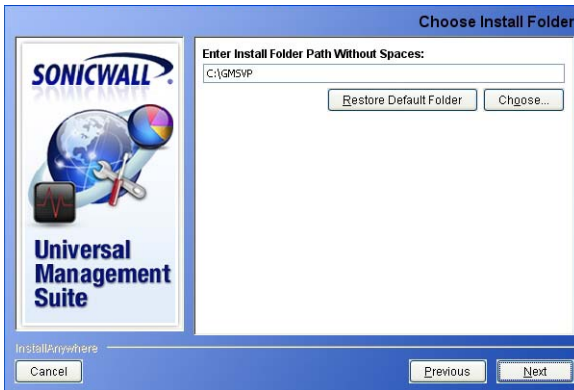 Choose Install Folder
SONICWALL
Universal
Management
Suite
Enter Install Folder Path Without Spaces:
C:\GMSVP
Restore Default Folder
Choose...
InstallAnywhere
Cancel
Previous
Next